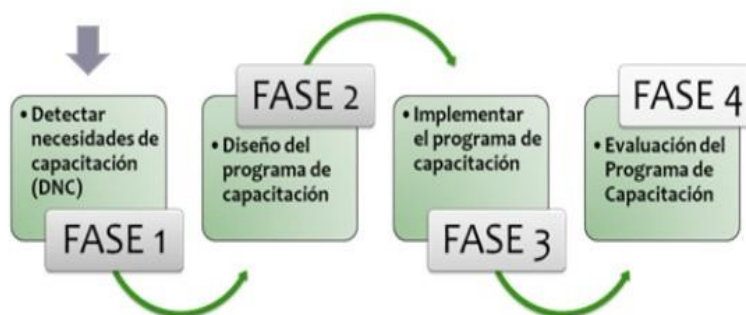 • Detectar
necesidades de
capacitación
(DNC)
FASE 1
FASE 2
• Diseño del
programa de
capacitación
• Implementar
el programa de
capacitación
FASE 3
FASE 4
• Evaluación del
Programa de
Capacitación